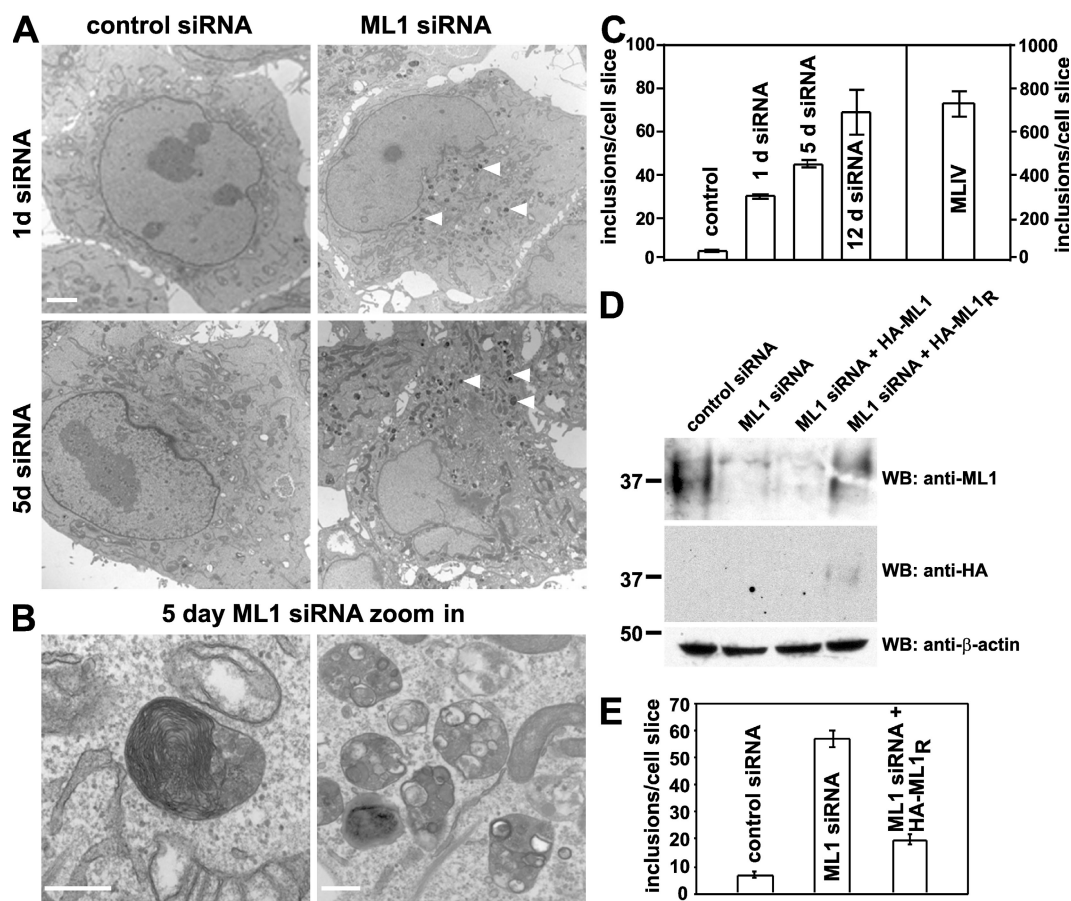 A
control siRNA
ML1 siRNA
1d siRNA
5d siRNA
B
5 day ML1 siRNA zoom in
C
inclusions/cell slice
100
80
60
40
20
0
control
1 d siRNA
5 d siRNA
12 d siRNA
MLIV
1000
800
600
400
200
0
inclusions/cell slice
D
control siRNA
ML1 siRNA
ML1 siRNA + HA-ML1
ML1 siRNA + HA-ML1R
37
WB: anti-ML1
37
WB: anti-HA
50
WB: anti-β-actin
E
inclusions/cell slice
70
60
50
40
30
20
10
0
control siRNA
ML1 siRNA
ML1 siRNA +
HA-ML1R